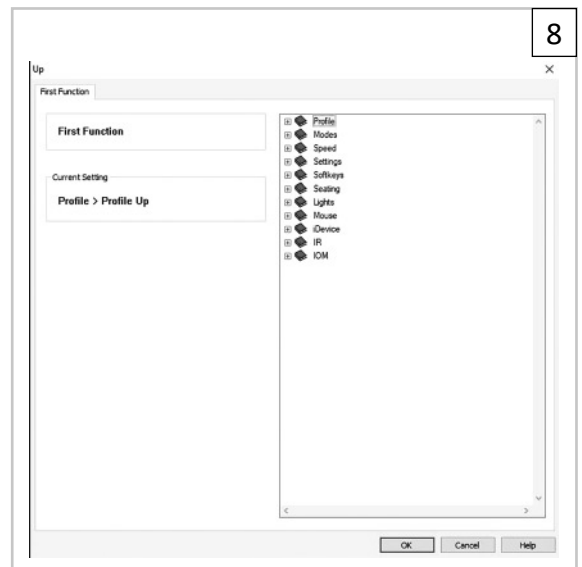 8
Up
First Function
First Function
Current Setting
Profile > Profile Up
Profile
Modes
Speed
Settings
Softkeys
Seating
Lights
Mouse
iDevice
IR
IOM
OK Cancel Help